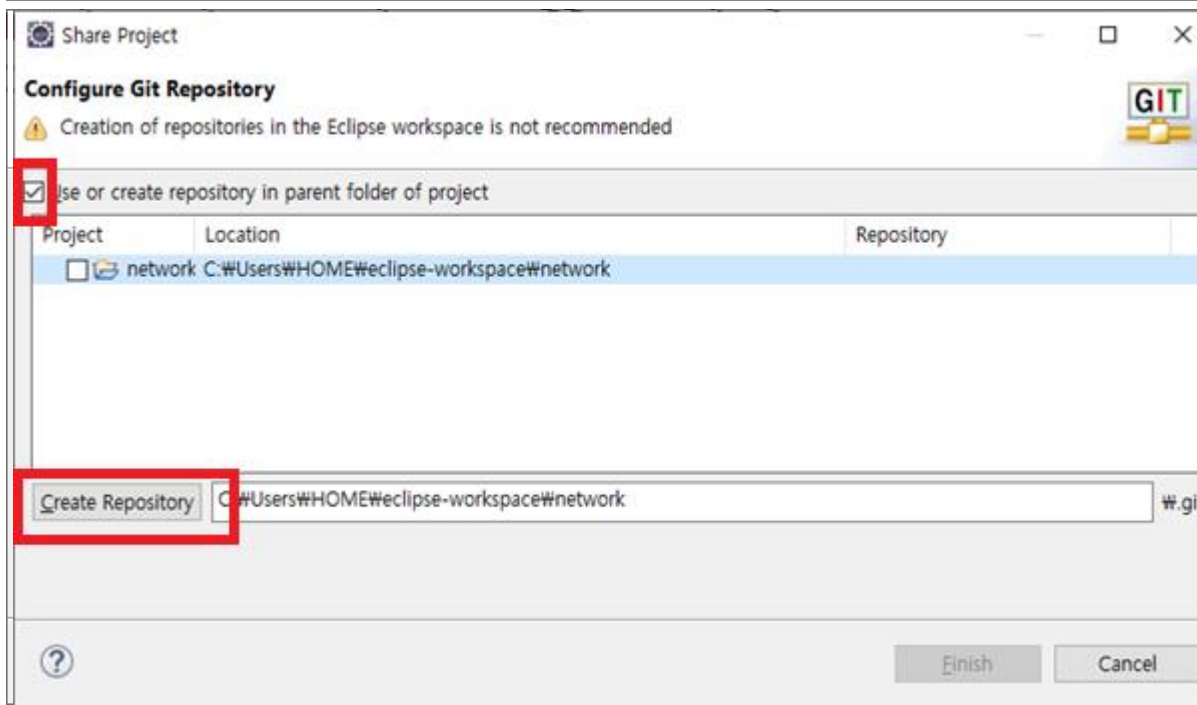 Share Project
Configure Git Repository
GIT
Creation of repositories in the Eclipse workspace is not recommended
Use or create repository in parent folder of project
Project Location Repository
network C:₩Users₩HOME₩eclipse-workspace₩network
Create Repository C:₩Users₩HOME₩eclipse-workspace₩network ₩.gi
?
Finish Cancel